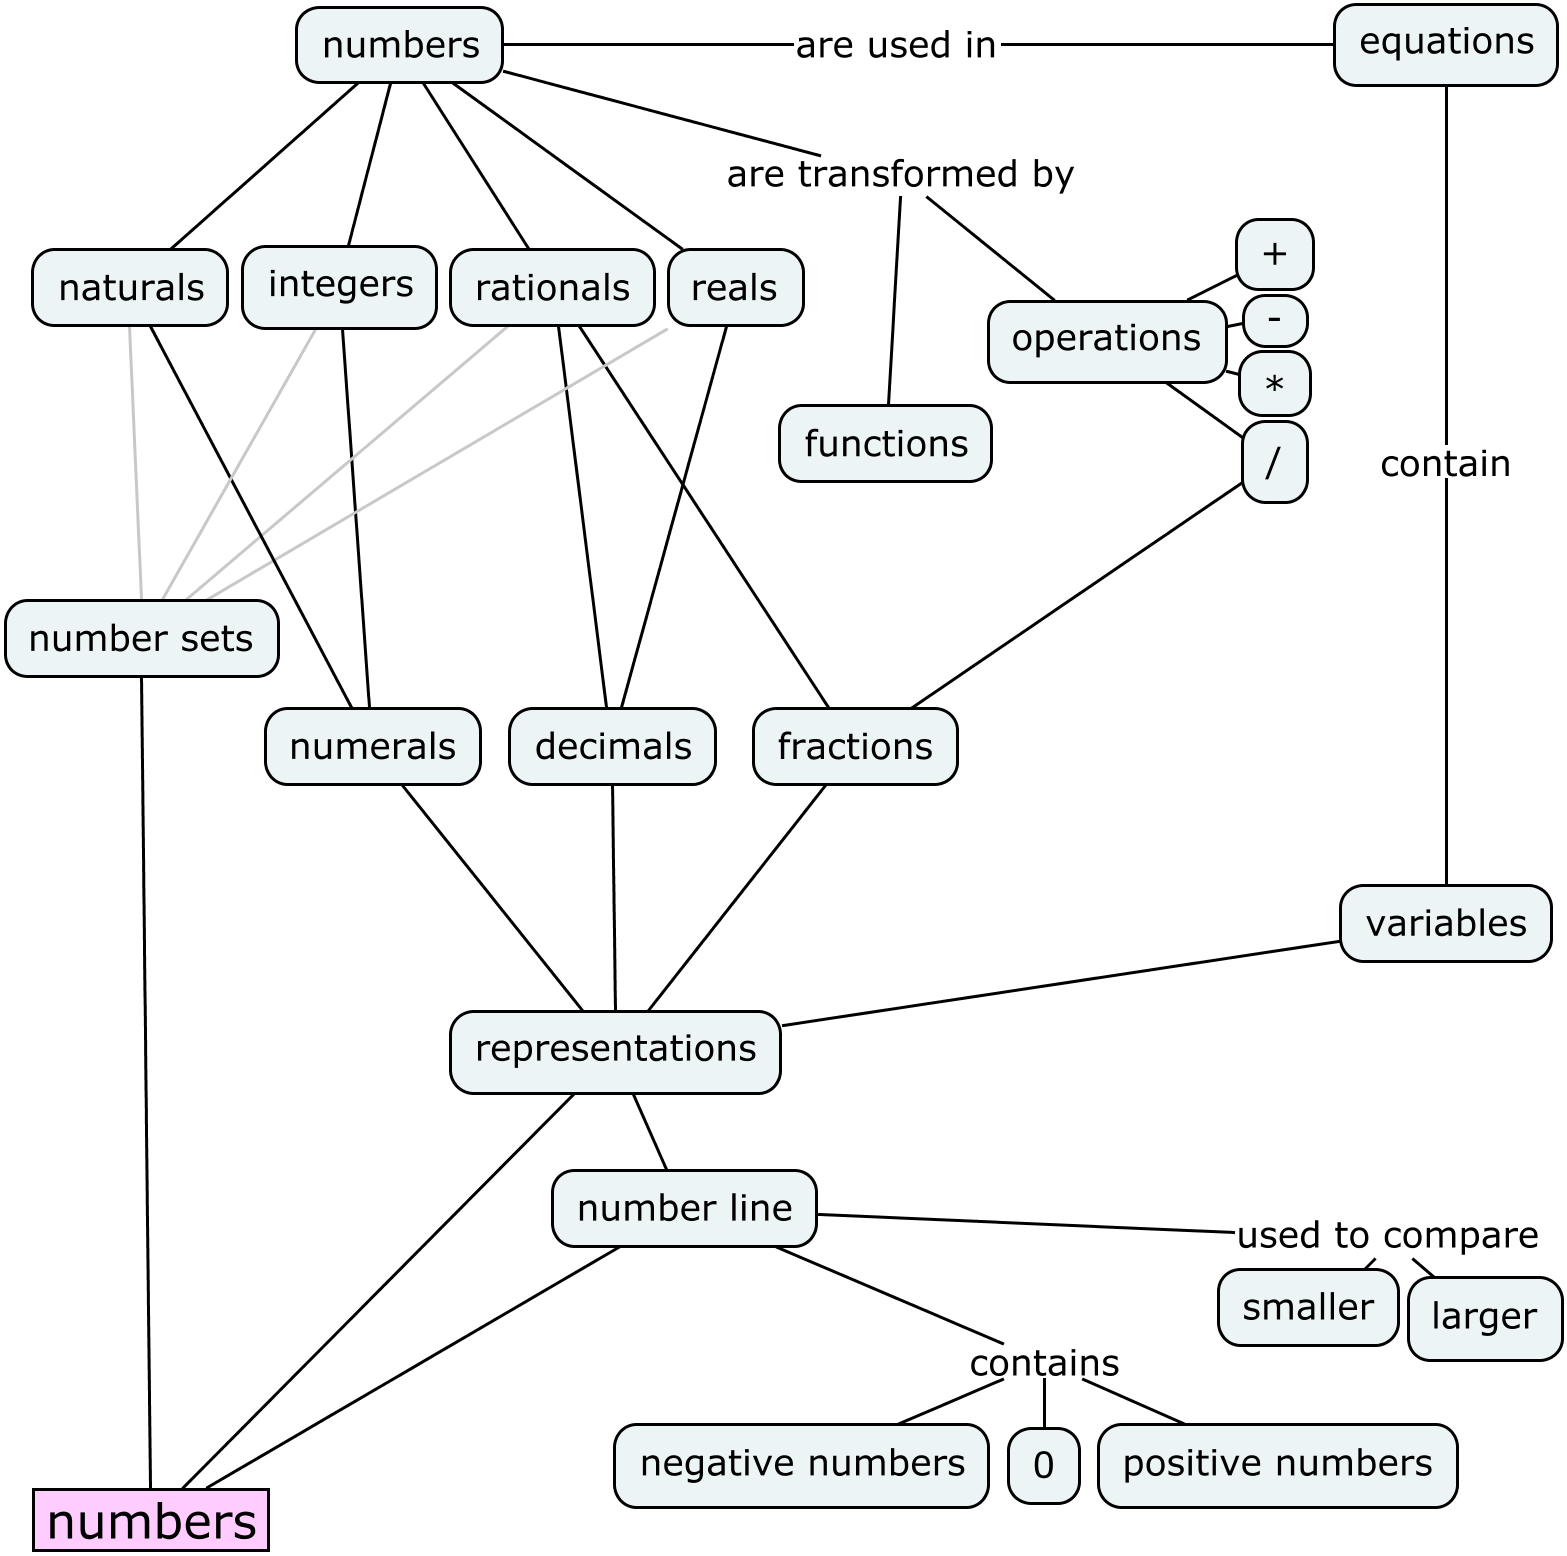 numbers
are used in
equations
are transformed by
naturals
integers
rationals
reals
+
-
*
/
operations
functions
contain
number sets
numerals
decimals
fractions
variables
representations
number line
used to compare
smaller
larger
contains
negative numbers
0
positive numbers
numbers